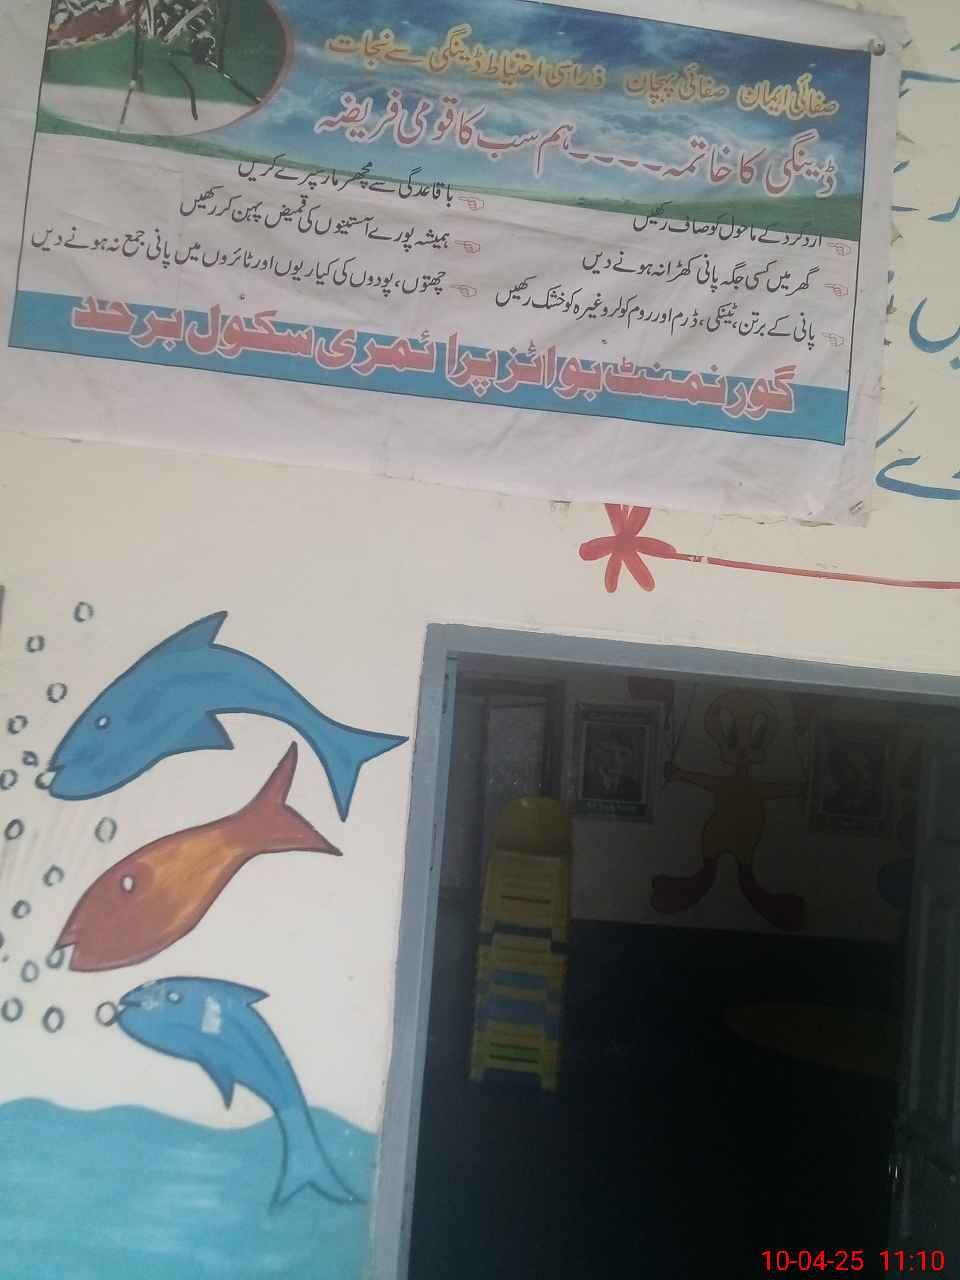 صفائی ایمان صفائی پہچان ذرا سی احتیاط ڈینگی سے نجات
ڈینگی کا خاتمہ۔۔۔۔ہم سب کا قومی فریضہ
اردگرد کے ماحول کو صاف رکھیں
گھر میں کسی جگہ پانی کھڑا نہ ہونے دیں
پانی کے برتن، ٹینکی، ڈرم اور روم کولر وغیرہ کو خشک رکھیں
باقاعدگی سے مچھر مار سپرے کریں
ہمیشہ پورے آستینوں کی قمیض پہن کر رکھیں
چھتوں، پودوں کی کیاریوں اور ٹائروں میں پانی جمع نہ ہونے دیں
گورنمنٹ بوائز پرائمری سکول برحد
10-04-25 11:10